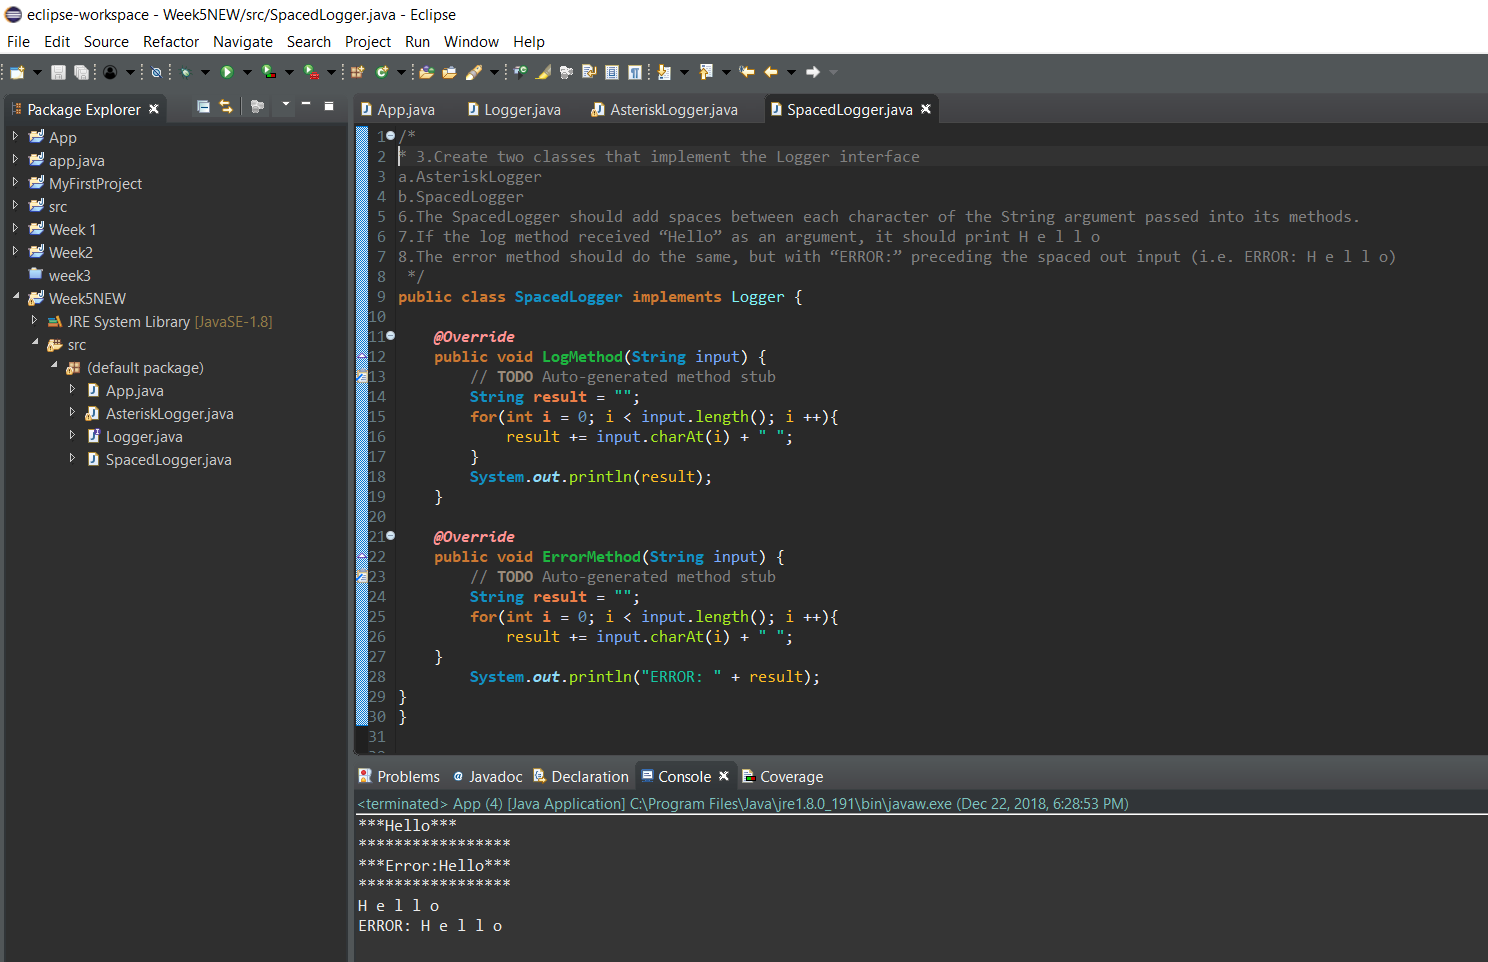 eclipse-workspace - Week5NEW/src/SpacedLogger.java - Eclipse
File Edit Source Refactor Navigate Search Project Run Window Help
Package Explorer
App
app.java
MyFirstProject
src
Week 1
Week2
week3
Week5NEW
JRE System Library [JavaSE-1.8]
src
(default package)
App.java
AsteriskLogger.java
Logger.java
SpacedLogger.java
App.java Logger.java AsteriskLogger.java SpacedLogger.java
1 /*
2 * 3.Create two classes that implement the Logger interface
3 a.AsteriskLogger
4 b.SpacedLogger
5 6.The SpacedLogger should add spaces between each character of the String argument passed into its methods.
6 7.If the log method received “Hello” as an argument, it should print H e l l o
7 8.The error method should do the same, but with “ERROR:” preceding the spaced out input (i.e. ERROR: H e l l o)
8  */
9 public class SpacedLogger implements Logger {
10
11     @Override
12     public void LogMethod(String input) {
13         // TODO Auto-generated method stub
14         String result = "";
15         for(int i = 0; i < input.length(); i ++){
16             result += input.charAt(i) + " ";
17         }
18         System.out.println(result);
19     }
20
21     @Override
22     public void ErrorMethod(String input) {
23         // TODO Auto-generated method stub
24         String result = "";
25         for(int i = 0; i < input.length(); i ++){
26             result += input.charAt(i) + " ";
27     }
28         System.out.println("ERROR: " + result);
29 }
30 }
31
Problems Javadoc Declaration Console Coverage
<terminated> App (4) [Java Application] C:\Program Files\Java\jre1.8.0_191\bin\javaw.exe (Dec 22, 2018, 6:28:53 PM)
***Hello***
*****************
***Error:Hello***
*****************
H e l l o
ERROR: H e l l o